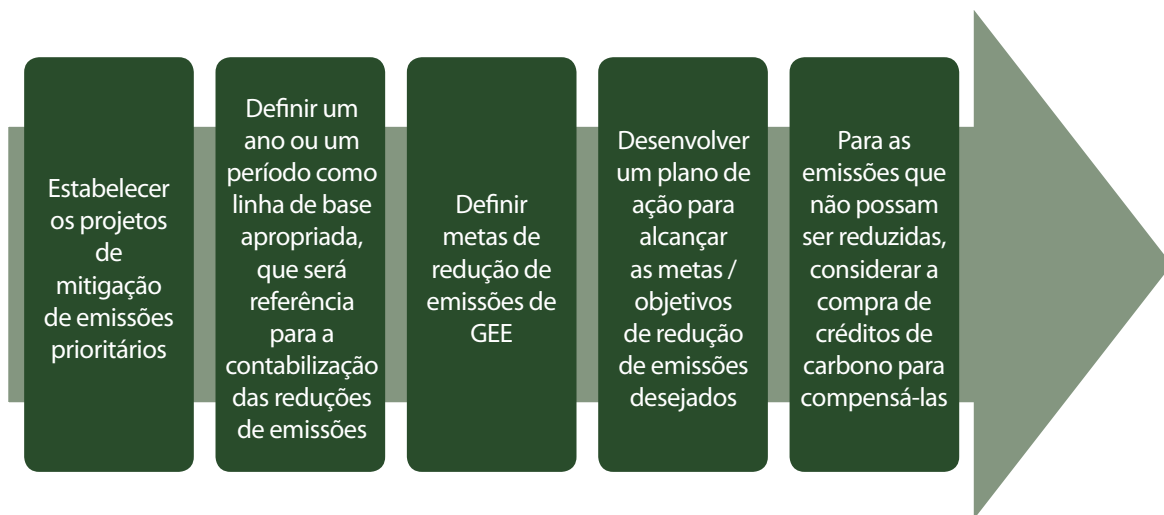 Estabelecer
os projetos
de
mitigação
de emissões
prioritários
Definir um
ano ou um
período como
linha de base
apropriada,
que será
referência
para a
contabilização
das reduções
de emissões
Definir
metas de
redução de
emissões de
GEE
Desenvolver
um plano de
ação para
alcançar
as metas /
objetivos
de redução
de emissões
desejados
Para as
emissões que
não possam
ser reduzidas,
considerar a
compra de
créditos de
carbono para
compensá-las